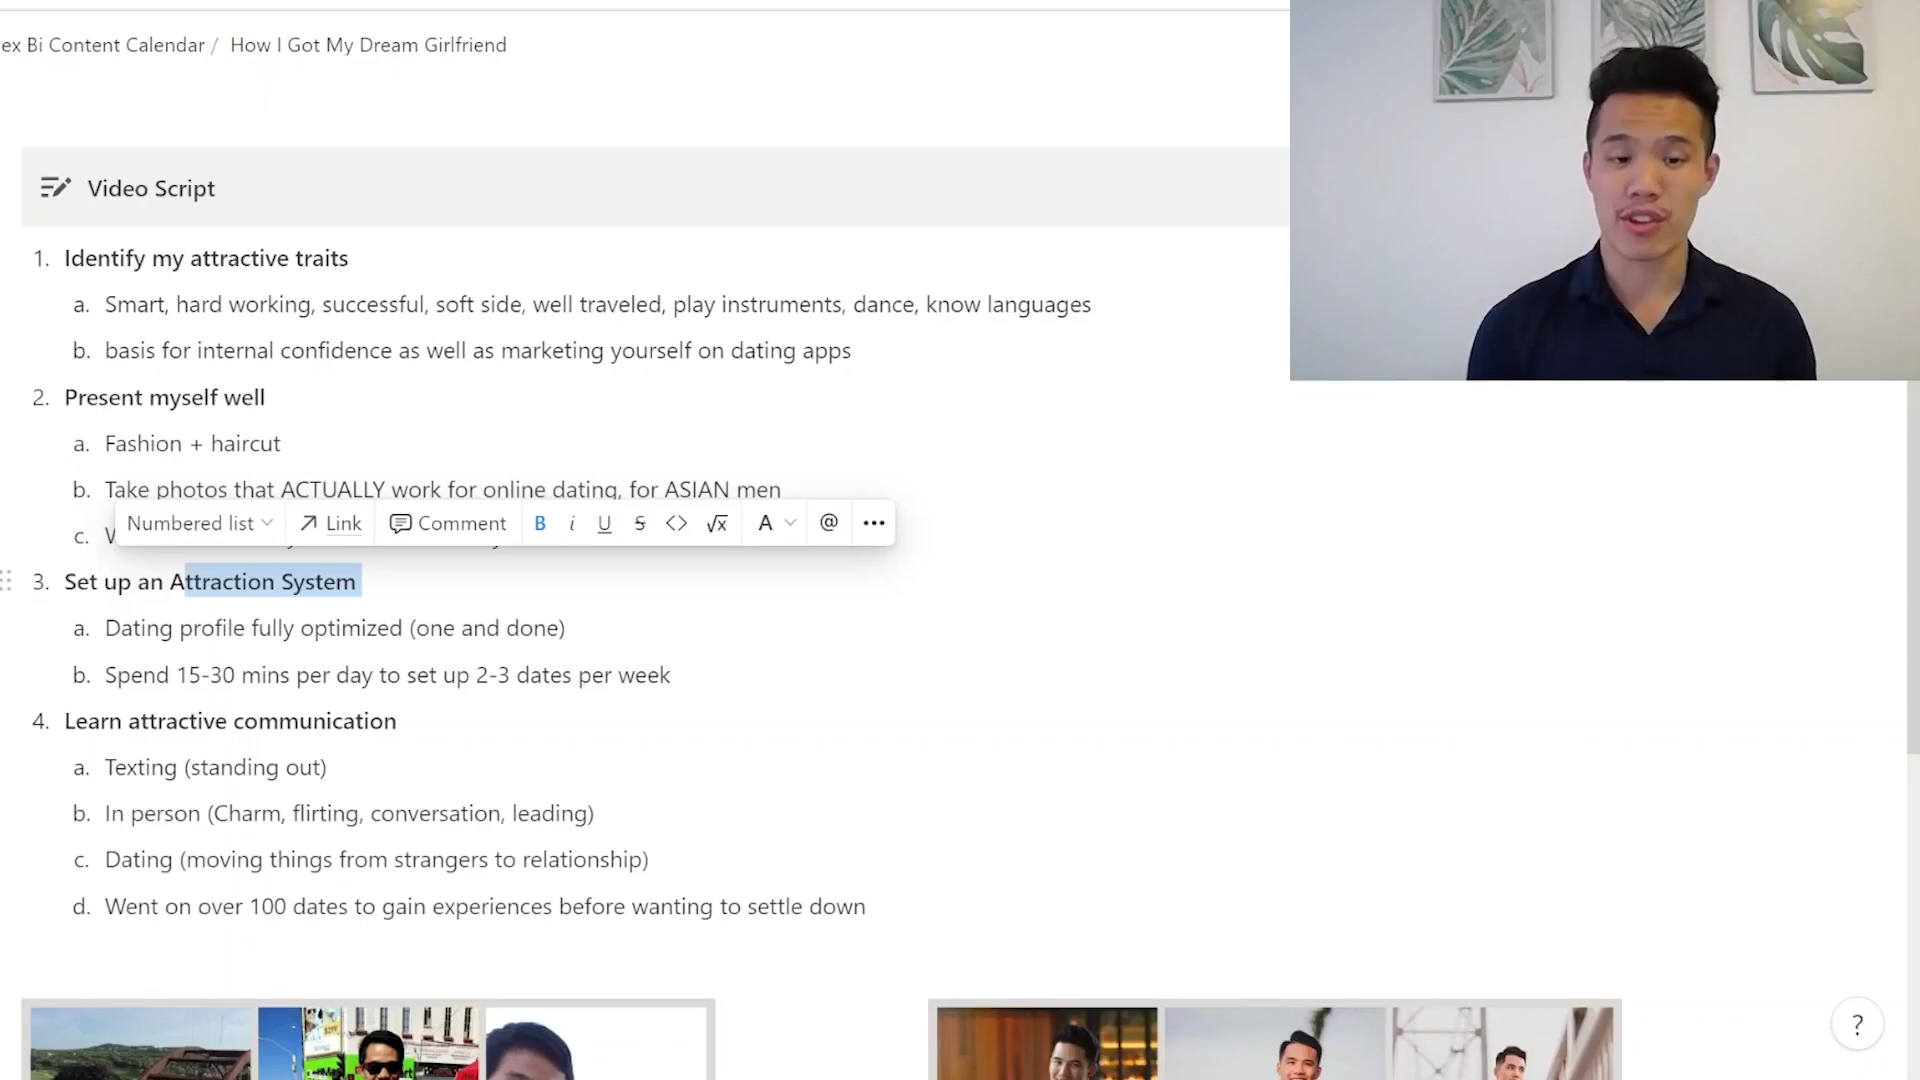 ex Bi Content Calendar / How I Got My Dream Girlfriend
Video Script
1. Identify my attractive traits
a. Smart, hard working, successful, soft side, well traveled, play instruments, dance, know languages
b. basis for internal confidence as well as marketing yourself on dating apps
2. Present myself well
a. Fashion + haircut
b. Take photos that ACTUALLY work for online dating, for ASIAN men
Numbered list Link Comment B i U S <> √x A @ •••
c.
3. Set up an Attraction System
a. Dating profile fully optimized (one and done)
b. Spend 15-30 mins per day to set up 2-3 dates per week
4. Learn attractive communication
a. Texting (standing out)
b. In person (Charm, flirting, conversation, leading)
c. Dating (moving things from strangers to relationship)
d. Went on over 100 dates to gain experiences before wanting to settle down
?